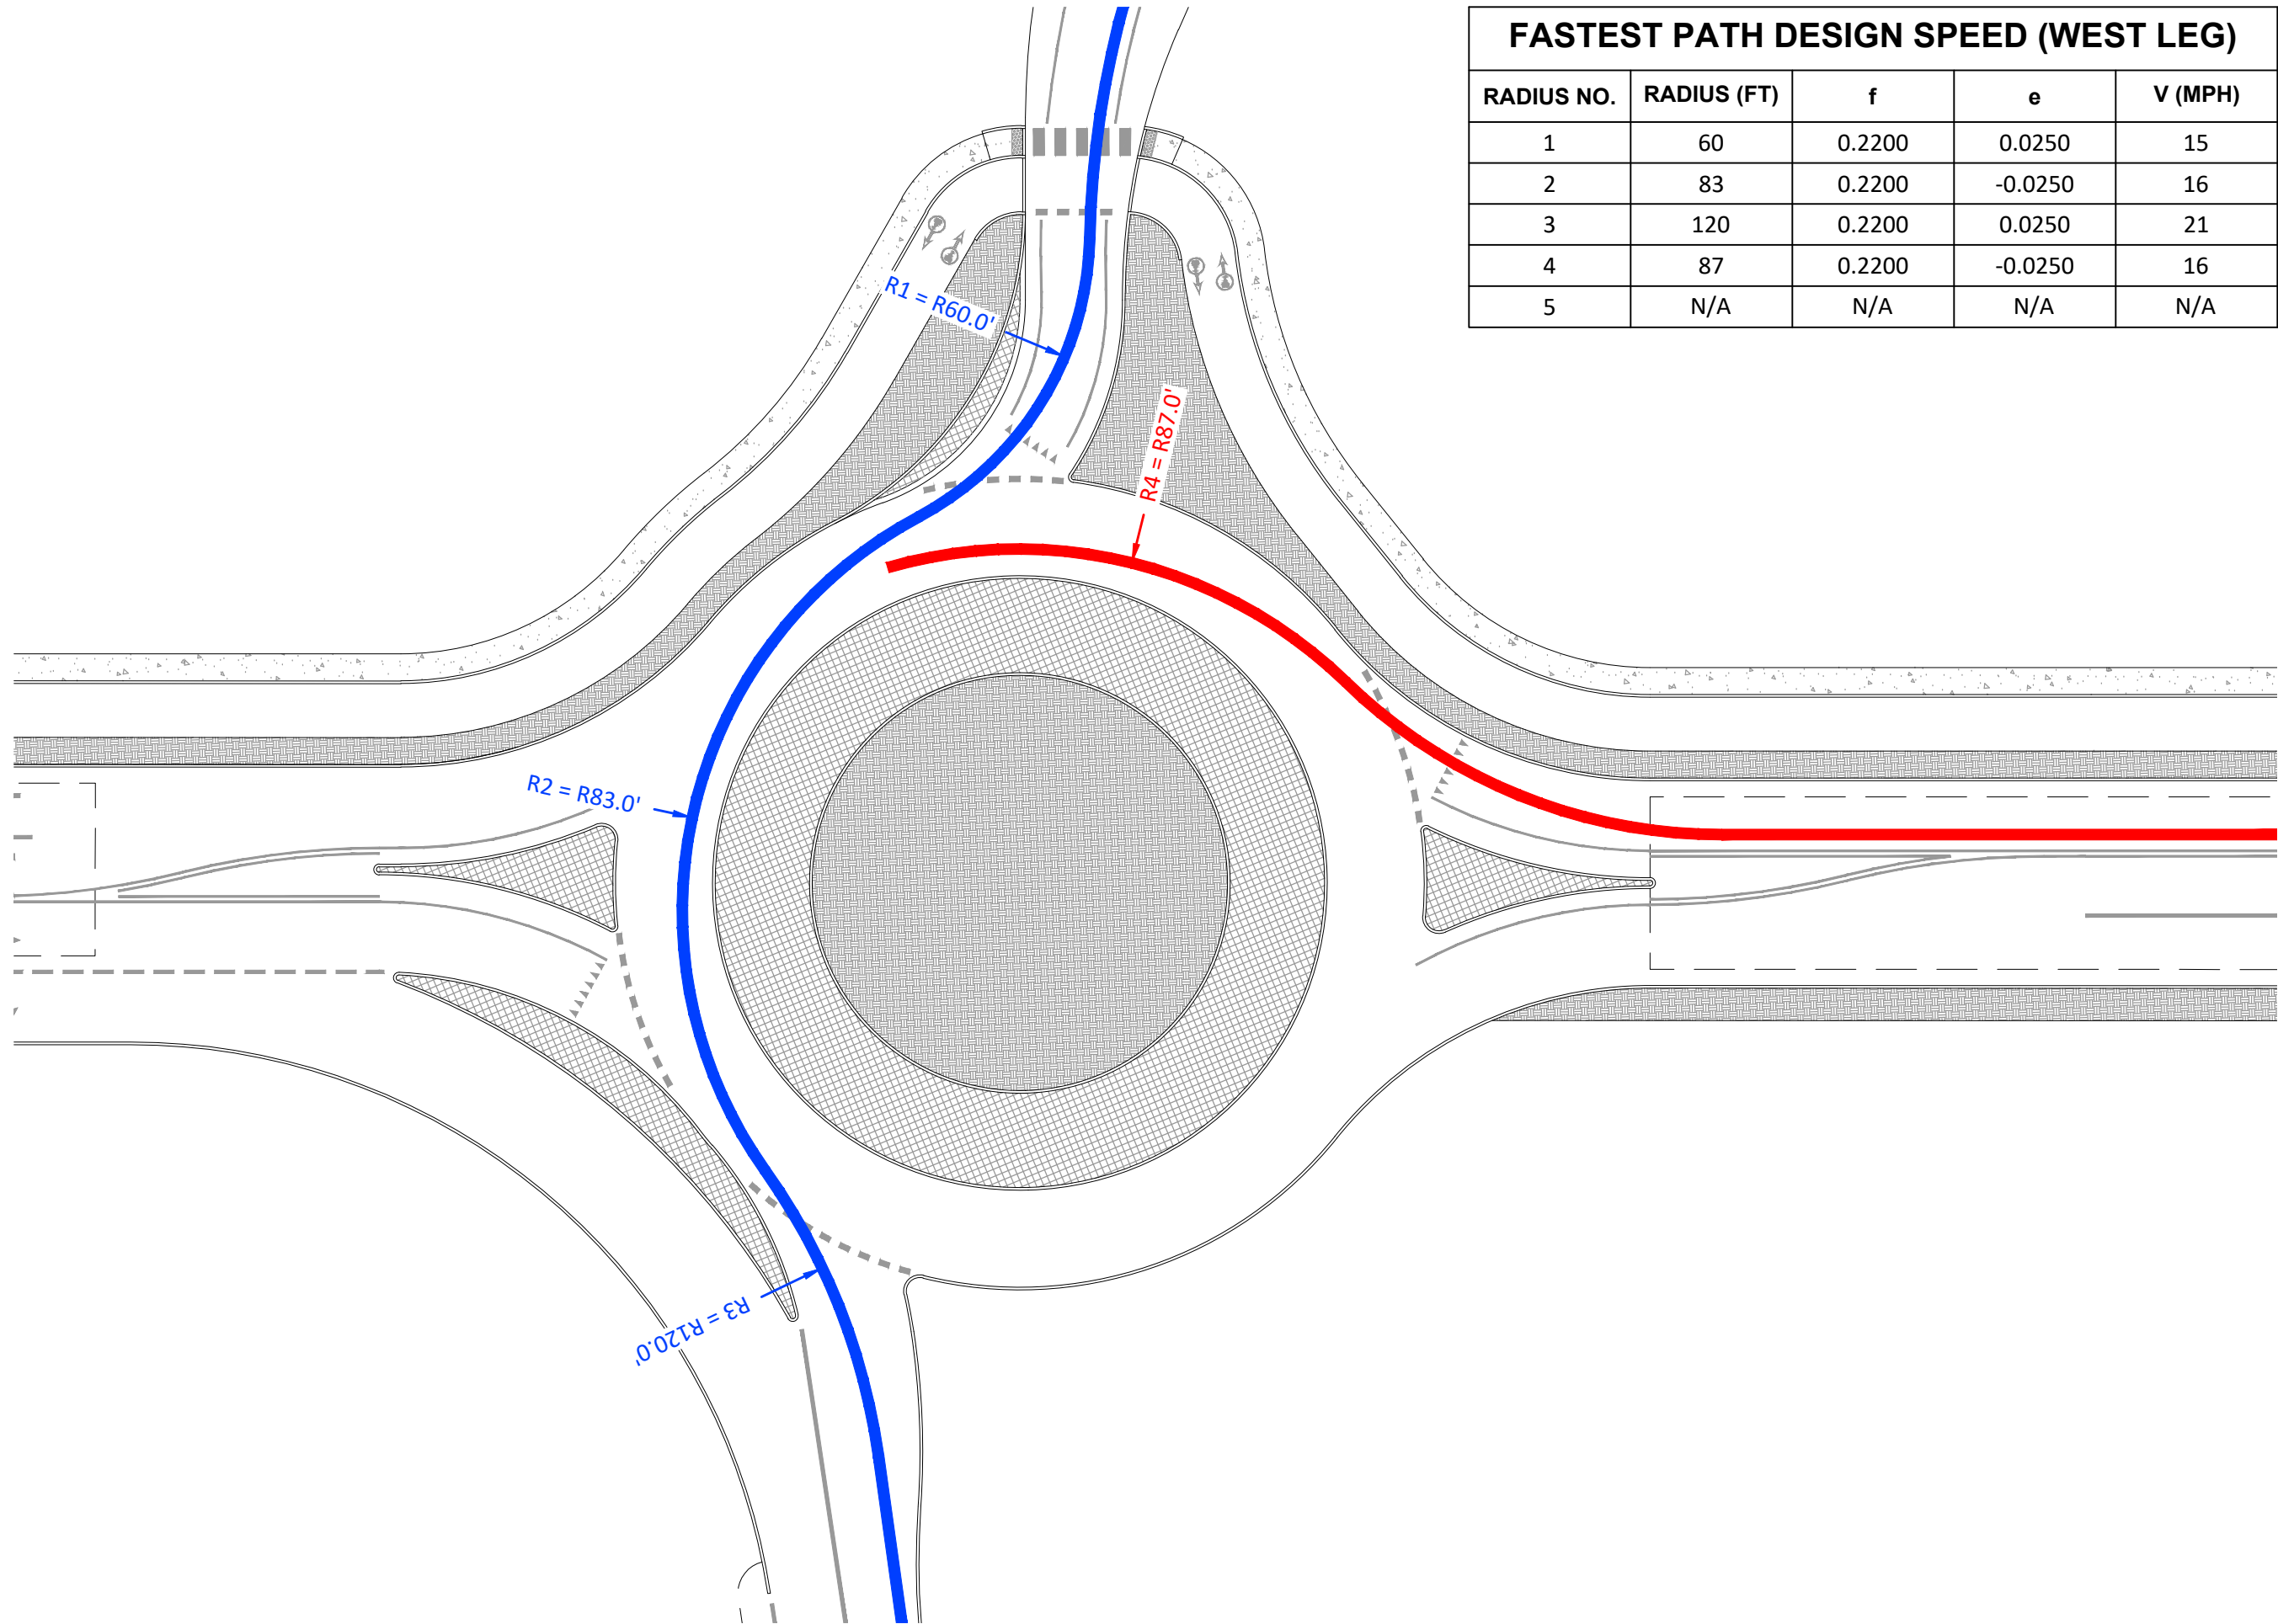 FASTEST PATH DESIGN SPEED (WEST LEG)
RADIUS NO. RADIUS (FT) f e V (MPH)
1 60 0.2200 0.0250 15
2 83 0.2200 -0.0250 16
3 120 0.2200 0.0250 21
4 87 0.2200 -0.0250 16
5 N/A N/A N/A N/A
R1 = R60.0'
R4 = R87.0'
R2 = R83.0'
R3 = R120.0'